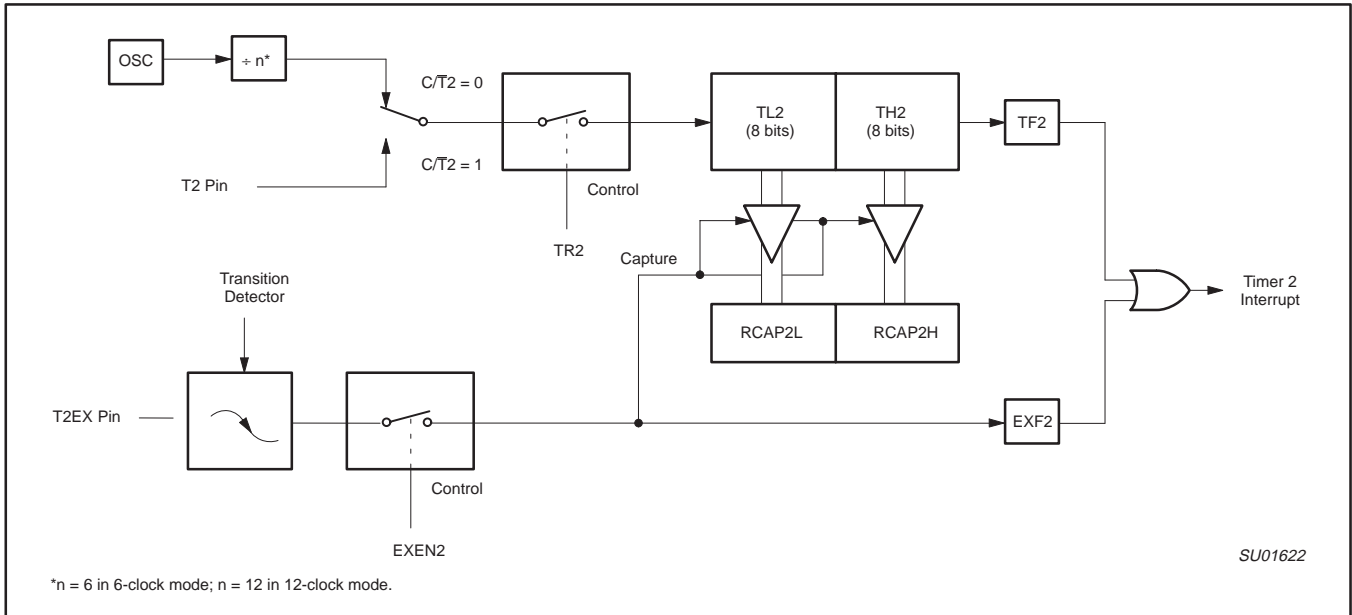 OSC
÷ n*
C/T̅2 = 0
TL2
(8 bits)
TH2
(8 bits)
TF2
C/T̅2 = 1
T2 Pin
Control
TR2
Capture
Transition
Detector
Timer 2
Interrupt
RCAP2L
RCAP2H
T2EX Pin
EXF2
Control
EXEN2
SU01622
*n = 6 in 6-clock mode; n = 12 in 12-clock mode.